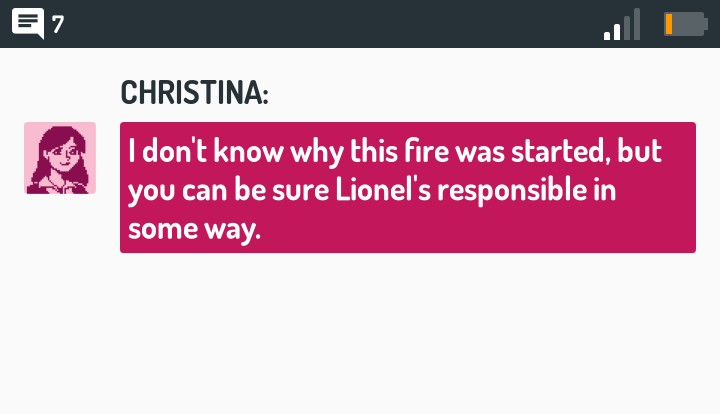 7
CHRISTINA:
I don't know why this fire was started, but
you can be sure Lionel's responsible in
some way.